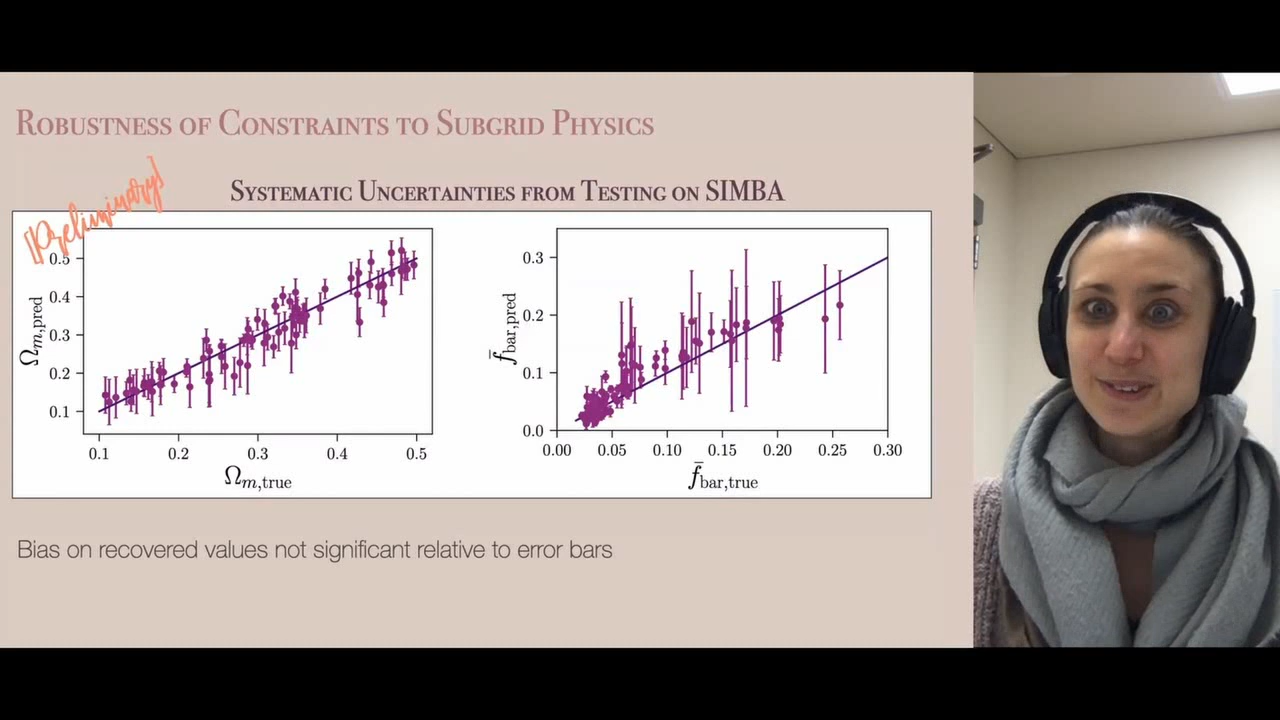 ROBUSTNESS OF CONSTRAINTS TO SUBGRID PHYSICS
[Preliminary]
SYSTEMATIC UNCERTAINTIES FROM TESTING ON SIMBA
0.5
0.4
0.3
0.2
0.1
Ωm,pred
0.1 0.2 0.3 0.4 0.5
Ωm,true
0.3
0.2
0.1
0.0
f̄bar,pred
0.00 0.05 0.10 0.15 0.20 0.25 0.30
f̄bar,true
Bias on recovered values not significant relative to error bars